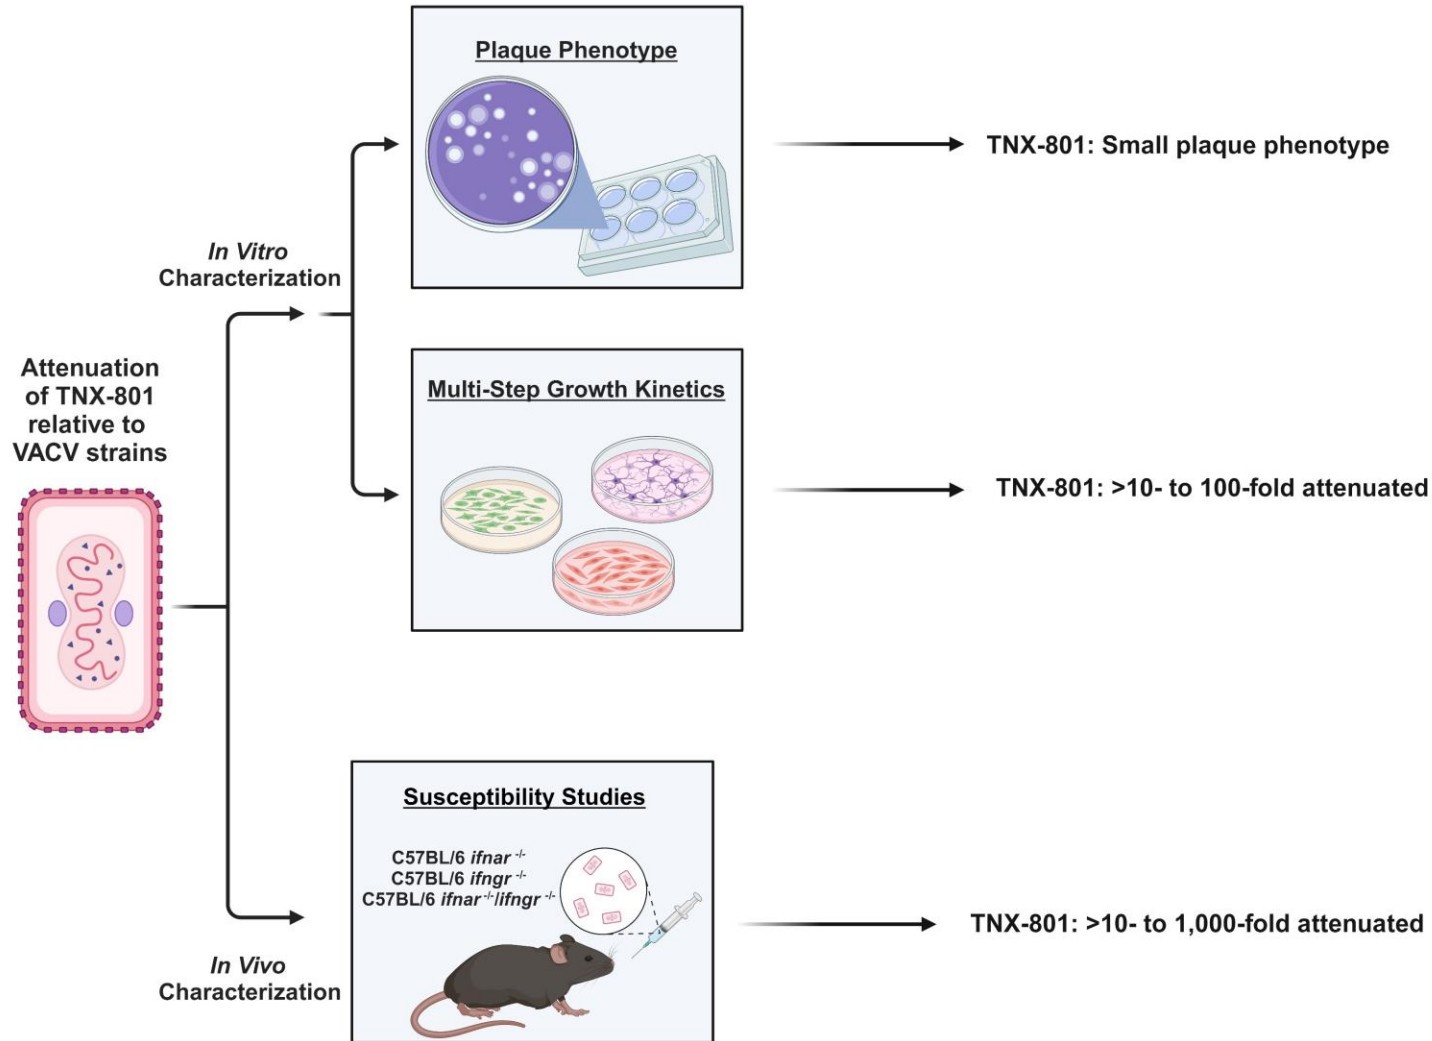 Attenuation
of TNX-801
relative to
VACV strains
In Vitro
Characterization
Plaque Phenotype
TNX-801: Small plaque phenotype
Multi-Step Growth Kinetics
TNX-801: >10- to 100-fold attenuated
In Vivo
Characterization
Susceptibility Studies
C57BL/6 ifnar -/-
C57BL/6 ifngr -/-
C57BL/6 ifnar -/-/ifngr -/-
TNX-801: >10- to 1,000-fold attenuated